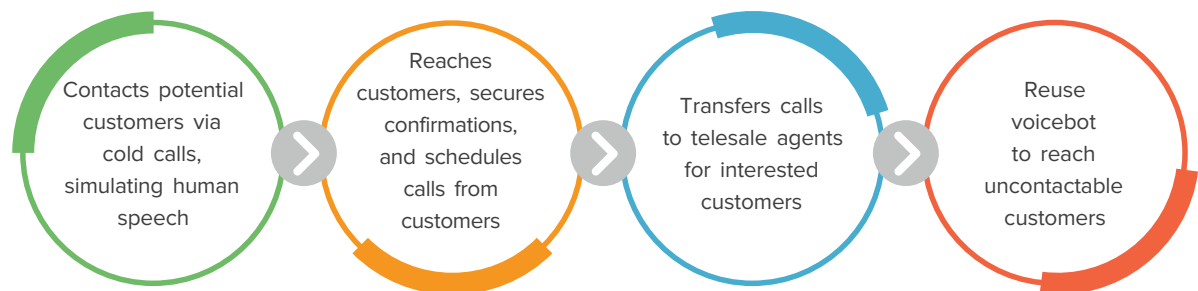 Contacts potential
customers via
cold calls,
simulating human
speech
Reaches
customers, secures
confirmations,
and schedules
calls from
customers
Transfers calls
to telesale agents
for interested
customers
Reuse
voicebot
to reach
uncontactable
customers